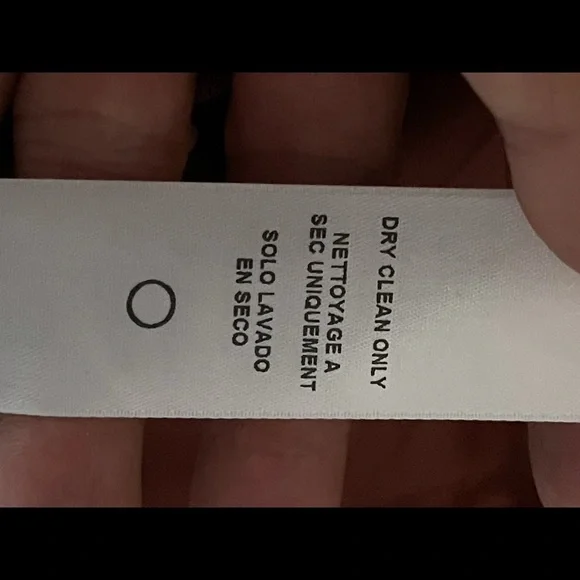 DRY CLEAN ONLY
NETTOYAGE A
SEC UNIQUEMENT
SOLO LAVADO
EN SECO